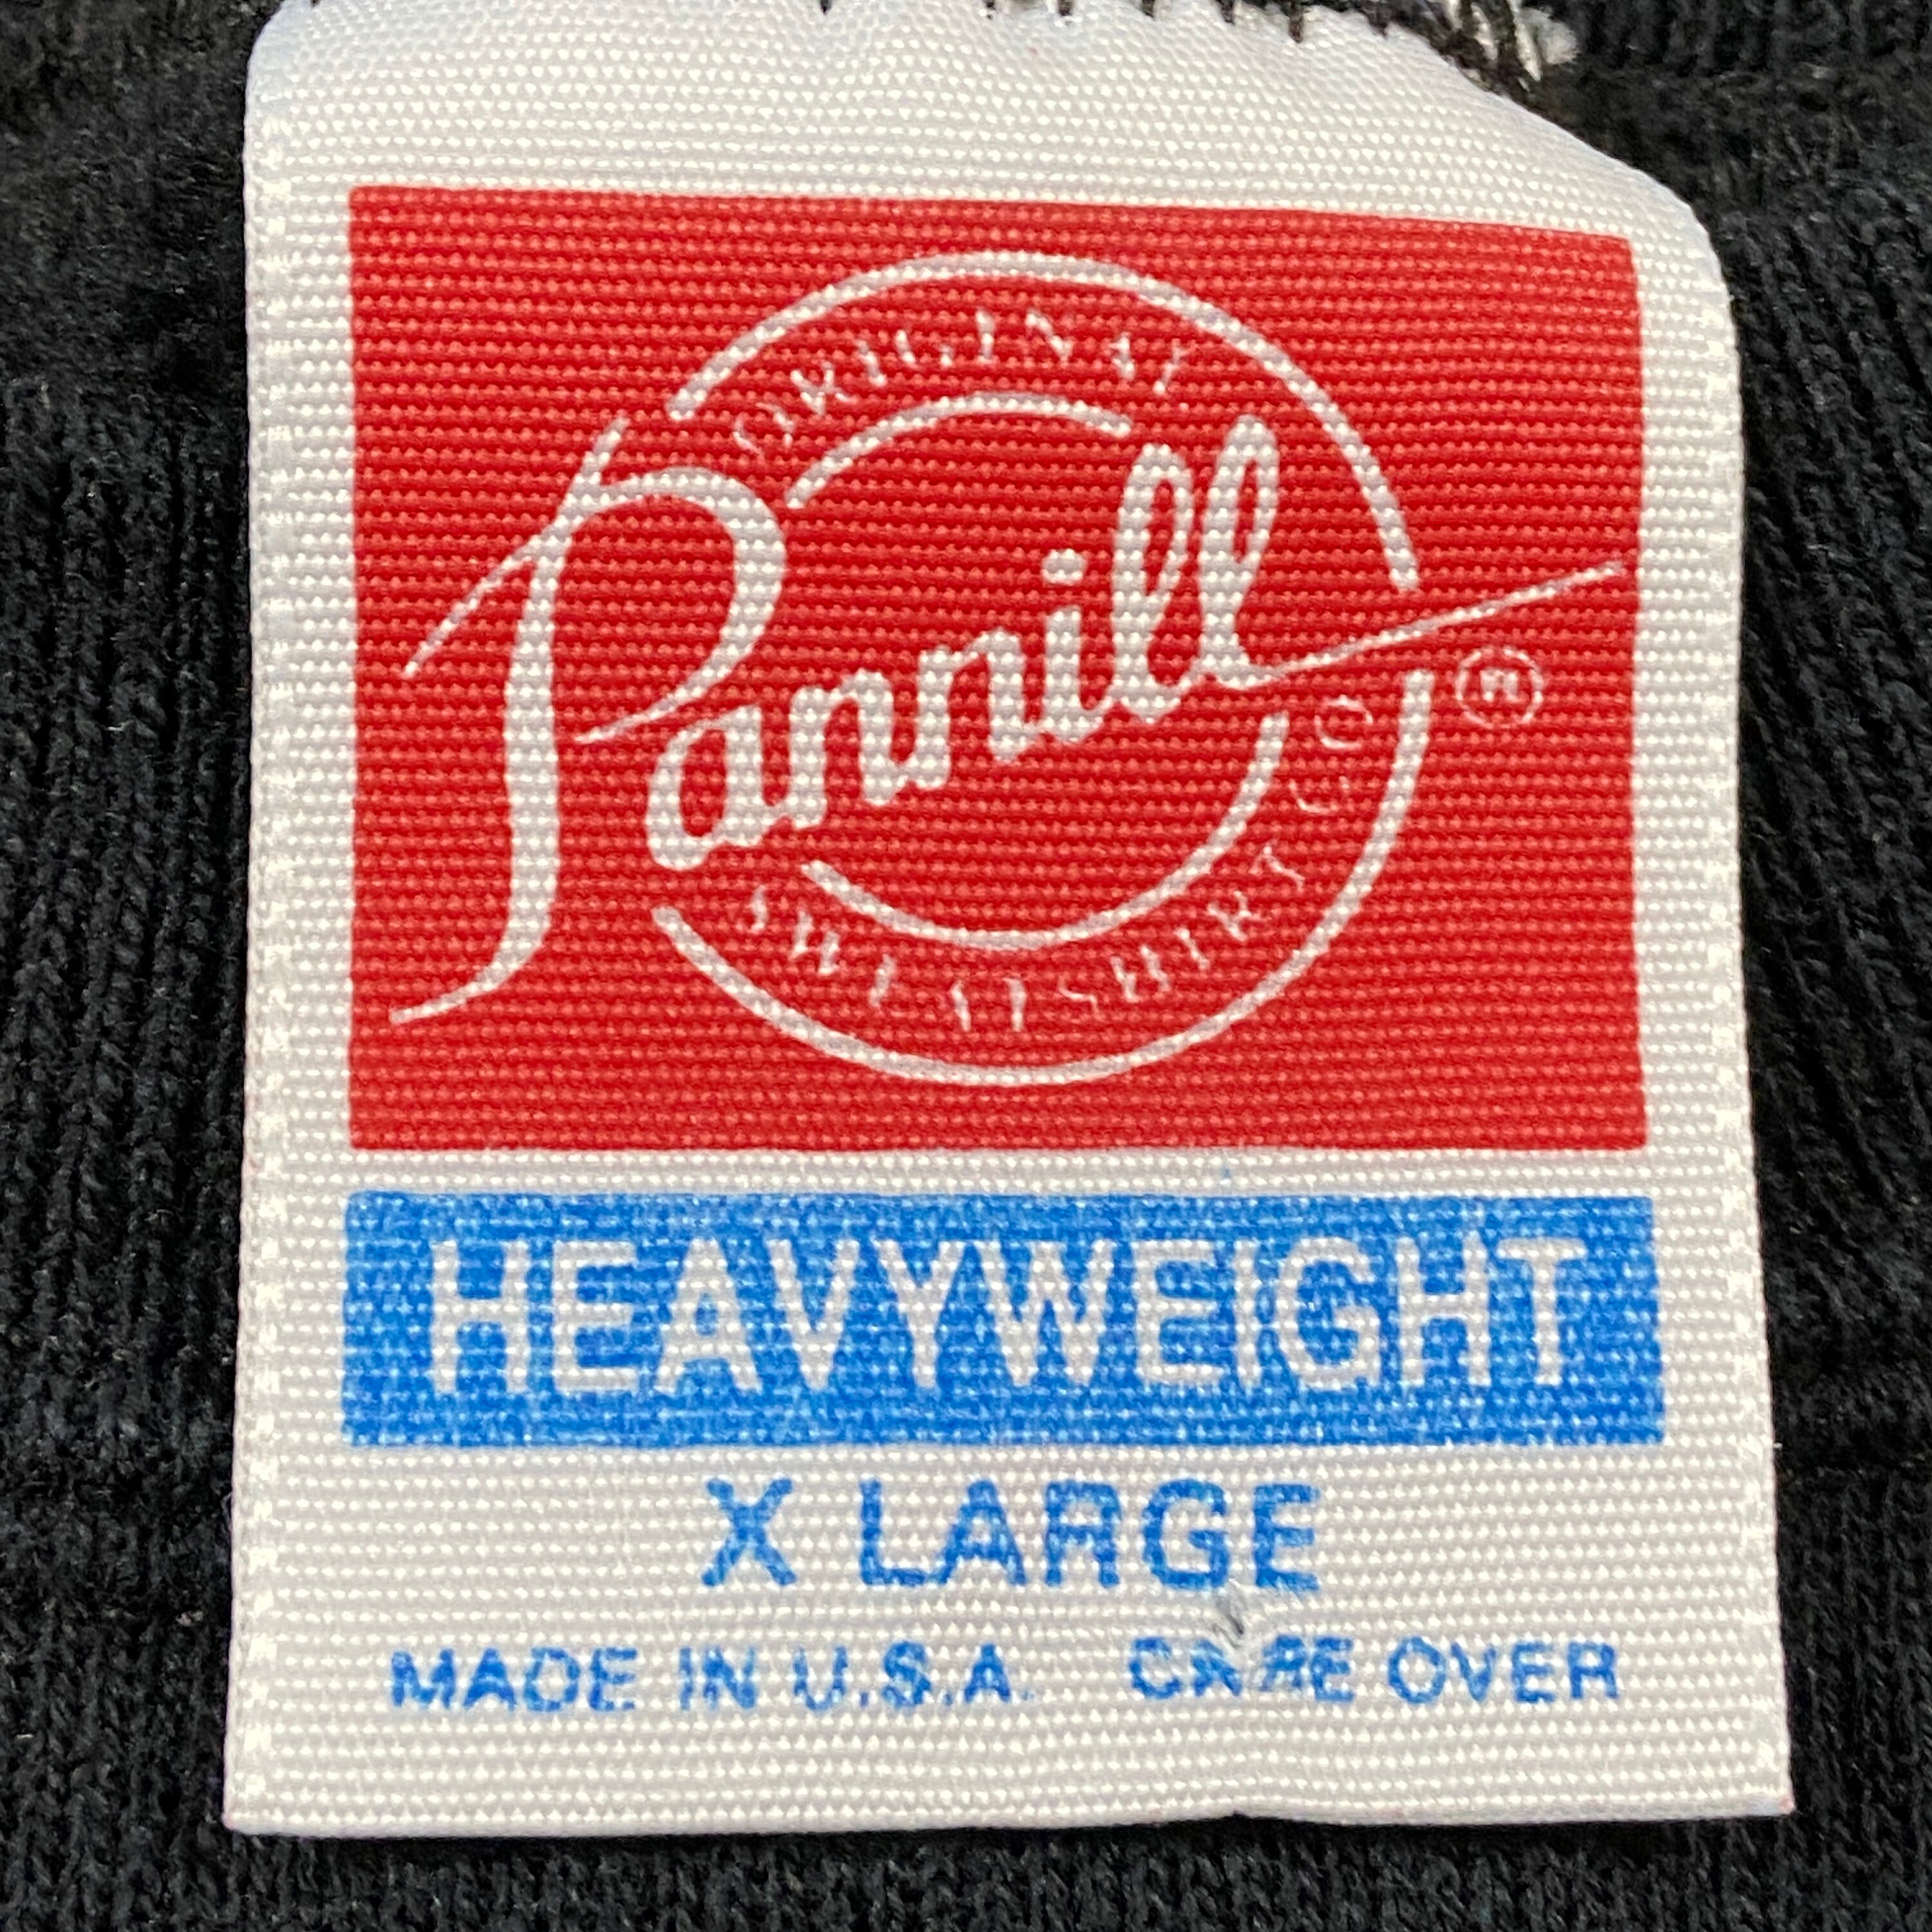 ORIGINAL
Pannill
SWEATSHIRT CO
®
HEAVYWEIGHT
X LARGE
MADE IN U.S.A. CARE OVER